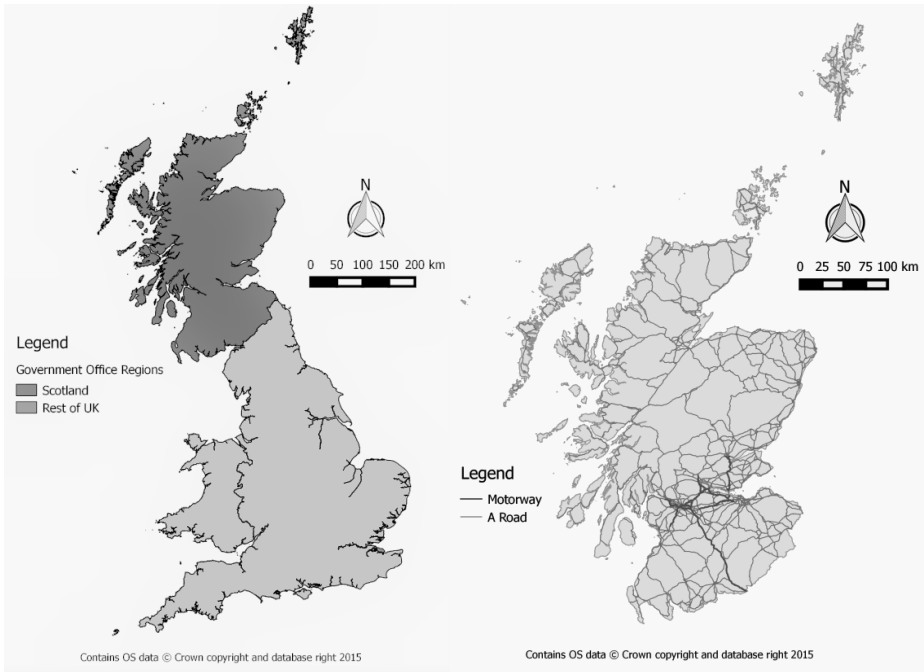 N
0 50 100 150 200 km
Legend
Government Office Regions
Scotland
Rest of UK
Contains OS data © Crown copyright and database right 2015
N
0 25 50 75 100 km
Legend
Motorway
A Road
Contains OS data © Crown copyright and database right 2015